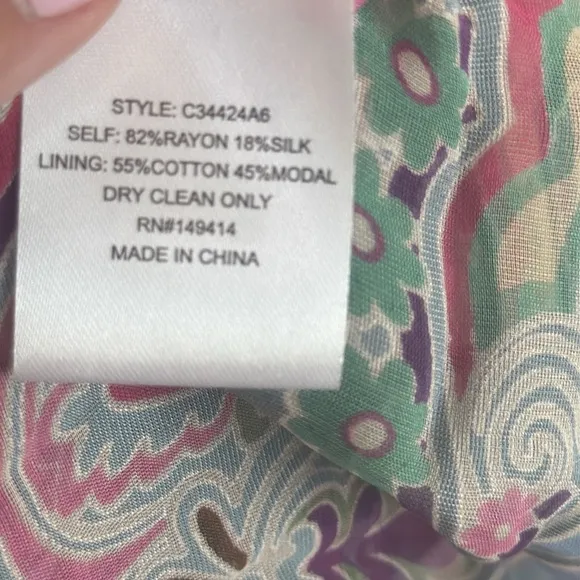 STYLE: C34424A6
SELF: 82%RAYON 18%SILK
LINING: 55%COTTON 45%MODAL
DRY CLEAN ONLY
RN#149414
MADE IN CHINA